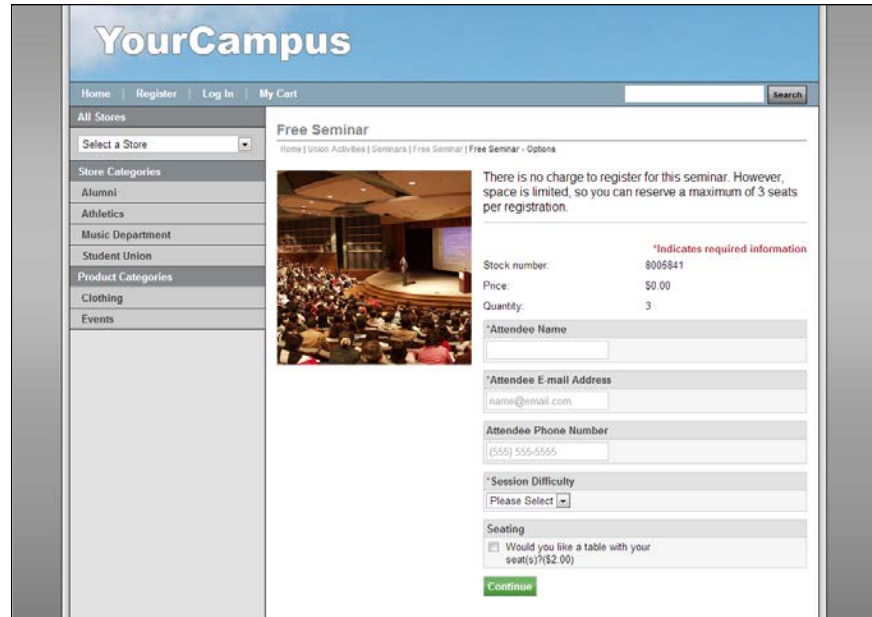 YourCampus
Home | Register | Log In | My Cart
Search
All Stores
Select a Store
Store Categories
Alumni
Athletics
Music Department
Student Union
Product Categories
Clothing
Events
Free Seminar
Home | Union Activities | Seminars | Free Seminar | Free Seminar - Options
There is no charge to register for this seminar. However,
space is limited, so you can reserve a maximum of 3 seats
per registration.
*Indicates required information
Stock number: 8005841
Price: $0.00
Quantity: 3
*Attendee Name
*Attendee E-mail Address
name@email.com
Attendee Phone Number
(555) 555-5555
*Session Difficulty
Please Select
Seating
Would you like a table with your
seat(s)?($2.00)
Continue